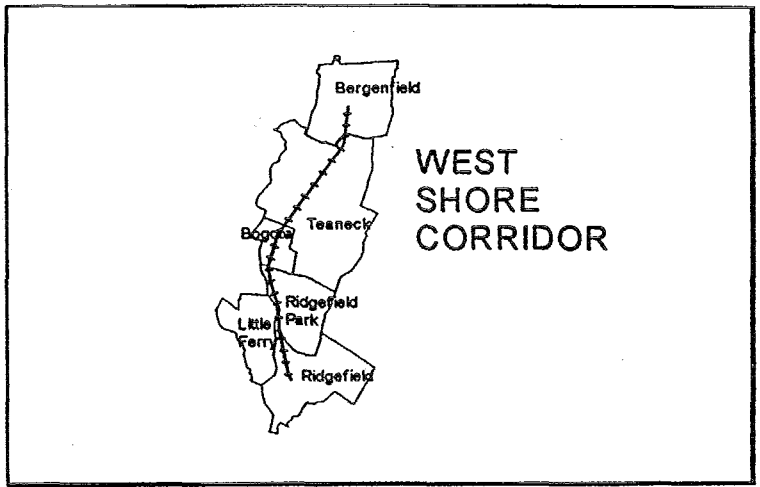 Bergenfield
WEST
SHORE
CORRIDOR
Teaneck
Bogota
Ridgefield
Park
Little
Ferry
Ridgefield